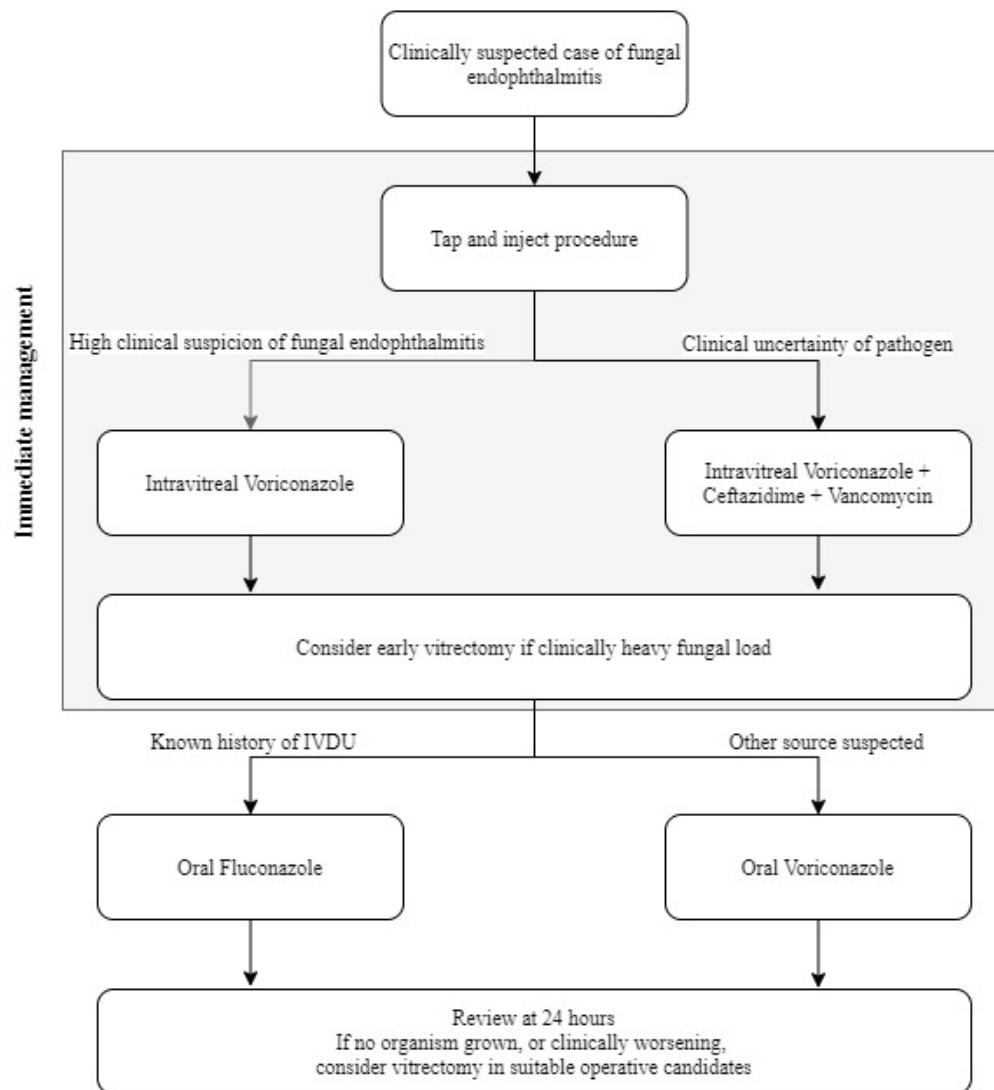 Clinically suspected case of fungal
endophthalmitis
Immediate management
Tap and inject procedure
High clinical suspicion of fungal endophthalmitis
Clinical uncertainty of pathogen
Intravitreal Voriconazole
Intravitreal Voriconazole +
Ceftazidime + Vancomycin
Consider early vitrectomy if clinically heavy fungal load
Known history of IVDU
Other source suspected
Oral Fluconazole
Oral Voriconazole
Review at 24 hours
If no organism grown, or clinically worsening,
consider vitrectomy in suitable operative candidates